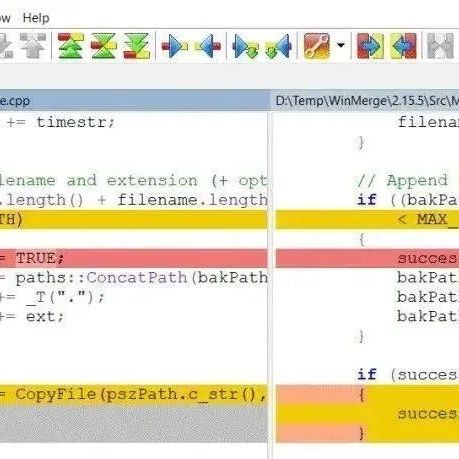 Help
e.cpp
D:\Temp\WinMerge\2.15.5\Src\M
+= timestr;
lename and extension (+ opt
.length() + filename.length
TH)
= TRUE;
= paths::ConcatPath(bakPath
+= _T(".");
+= ext;
= CopyFile(pszPath.c_str(),
filena
}
// Append
if ((bakPa
< MAX_
{
succes
bakPat
bakPat
bakPat
}
if (succes
{
succes
}